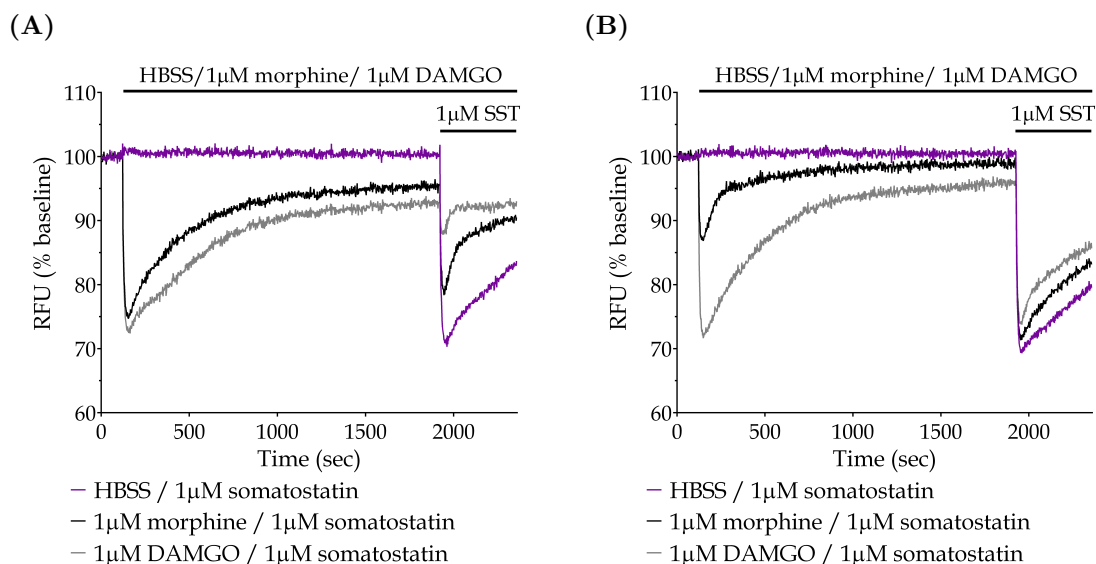 (A)
HBSS/1μM morphine/ 1μM DAMGO
1μM SST
110
100
90
80
70
60
RFU (% baseline)
0
500
1000
1500
2000
Time (sec)
HBSS / 1μM somatostatin
1μM morphine / 1μM somatostatin
1μM DAMGO / 1μM somatostatin
(B)
HBSS/1μM morphine/ 1μM DAMGO
1μM SST
110
100
90
80
70
60
RFU (% baseline)
0
500
1000
1500
2000
Time (sec)
HBSS / 1μM somatostatin
1μM morphine / 1μM somatostatin
1μM DAMGO / 1μM somatostatin